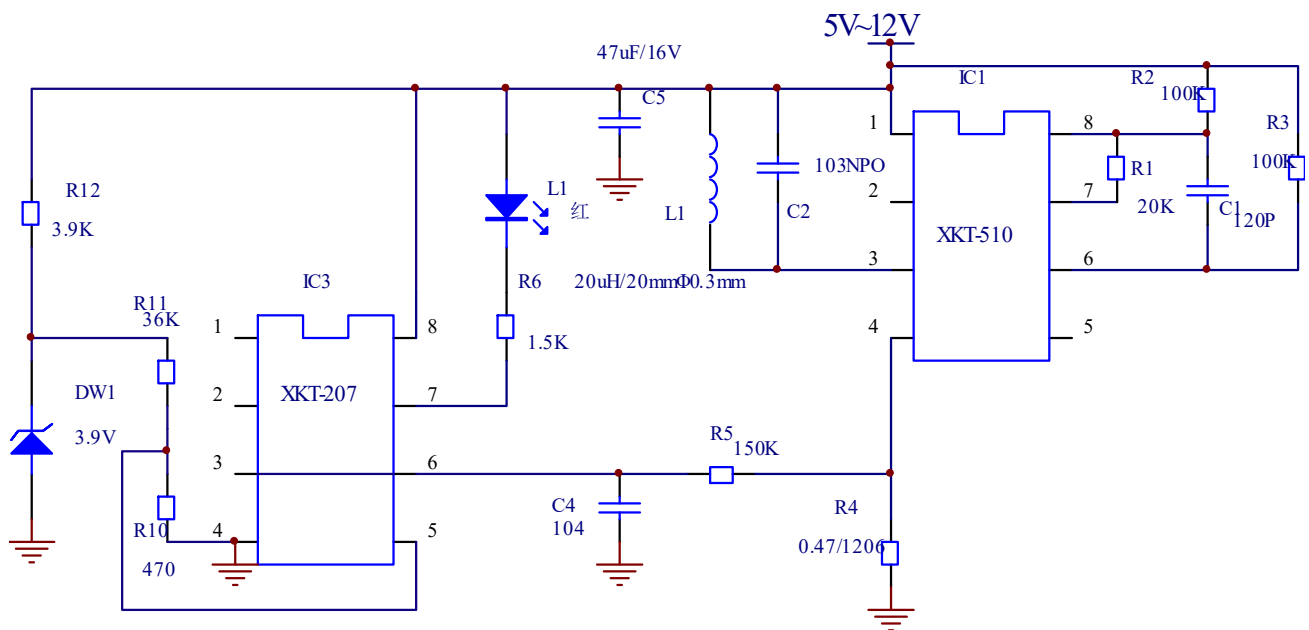 5V~12V
47uF/16V
IC1
R2
100K
C5
R3
1
8
100K
R12
103NPO
R1
L1
红
2
7
3.9K
L1
C2
20K
C1
120P
XKT-510
3
6
R6
20uH/20mmΦ0.3mm
IC3
R11
36K
1
8
1.5K
4
5
DW1
2
XKT-207
7
3.9V
R5
150K
3
6
C4
104
R4
R10
4
5
0.47/1206
470